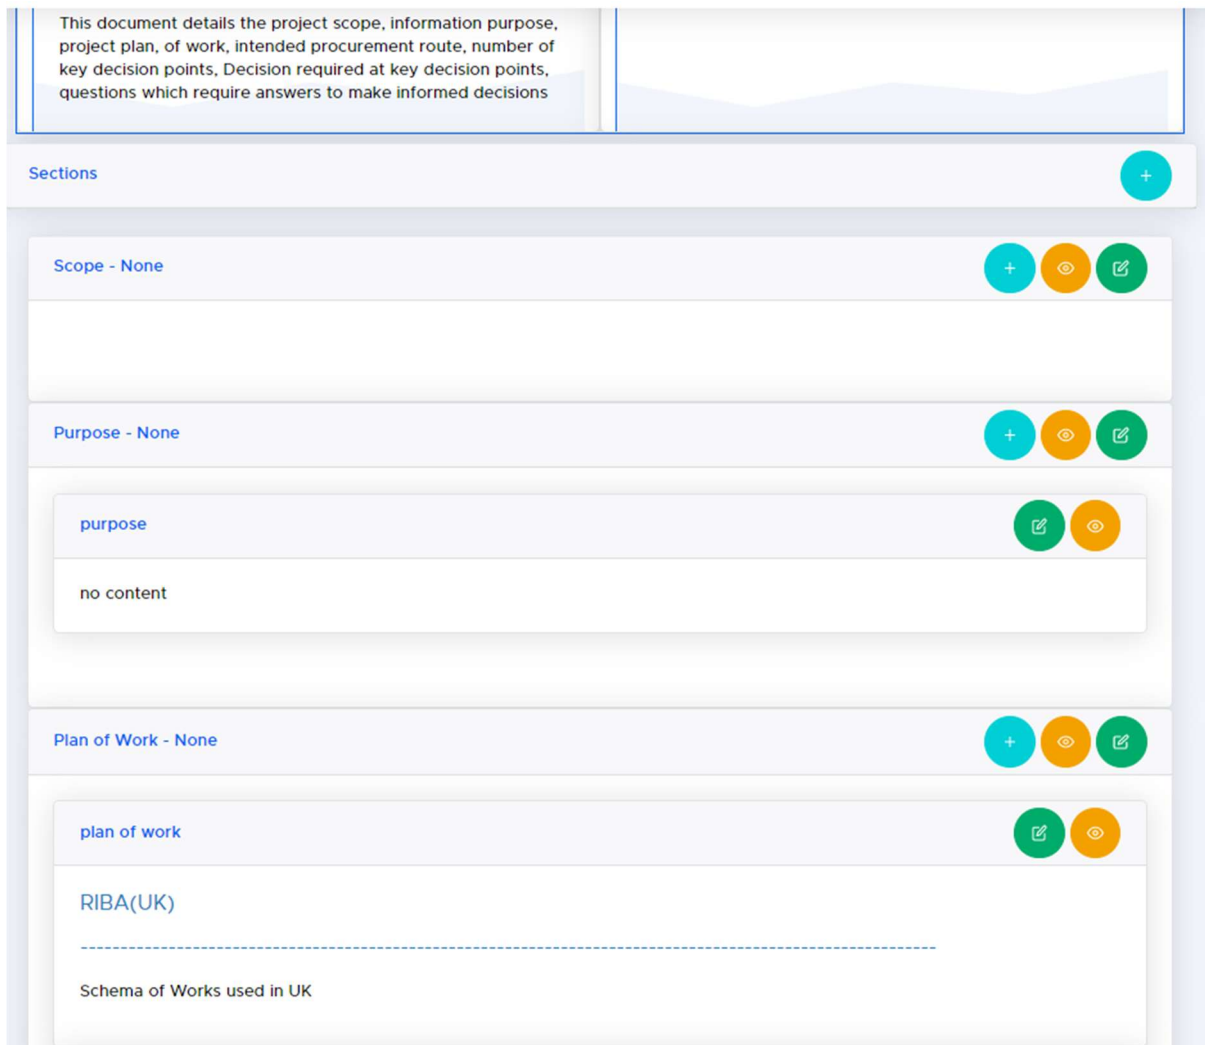 This document details the project scope, information purpose,
project plan, of work, intended procurement route, number of
key decision points, Decision required at key decision points,
questions which require answers to make informed decisions
Sections
Scope - None
Purpose - None
purpose
no content
Plan of Work - None
plan of work
RIBA(UK)
--------------------------------------------------------------------------------------------------------------
Schema of Works used in UK